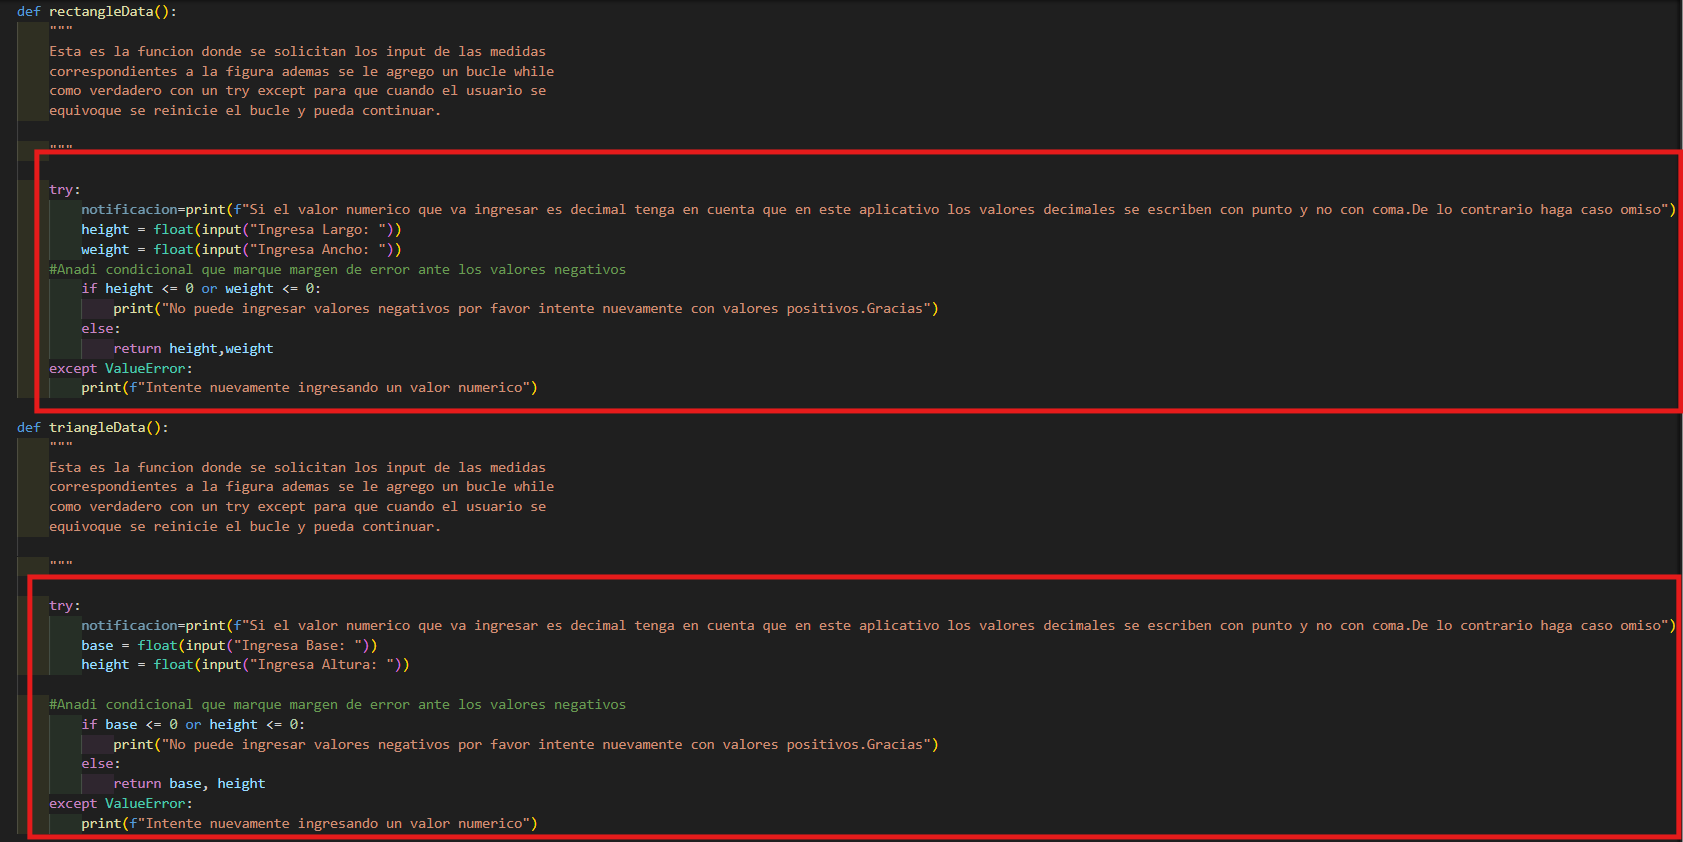 def rectangleData():
"""
Esta es la funcion donde se solicitan los input de las medidas
correspondientes a la figura ademas se le agrego un bucle while
como verdadero con un try except para que cuando el usuario se
equivoque se reinicie el bucle y pueda continuar.
"""
try:
notificacion=print(f"Si el valor numerico que va ingresar es decimal tenga en cuenta que en este aplicativo los valores decimales se escriben con punto y no con coma.De lo contrario haga caso omiso")
height = float(input("Ingresa Largo: "))
weight = float(input("Ingresa Ancho: "))
#Anadi condicional que marque margen de error ante los valores negativos
if height <= 0 or weight <= 0:
print("No puede ingresar valores negativos por favor intente nuevamente con valores positivos.Gracias")
else:
return height,weight
except ValueError:
print(f"Intente nuevamente ingresando un valor numerico")
def triangleData():
"""
Esta es la funcion donde se solicitan los input de las medidas
correspondientes a la figura ademas se le agrego un bucle while
como verdadero con un try except para que cuando el usuario se
equivoque se reinicie el bucle y pueda continuar.
"""
try:
notificacion=print(f"Si el valor numerico que va ingresar es decimal tenga en cuenta que en este aplicativo los valores decimales se escriben con punto y no con coma.De lo contrario haga caso omiso")
base = float(input("Ingresa Base: "))
height = float(input("Ingresa Altura: "))
#Anadi condicional que marque margen de error ante los valores negativos
if base <= 0 or height <= 0:
print("No puede ingresar valores negativos por favor intente nuevamente con valores positivos.Gracias")
else:
return base, height
except ValueError:
print(f"Intente nuevamente ingresando un valor numerico")